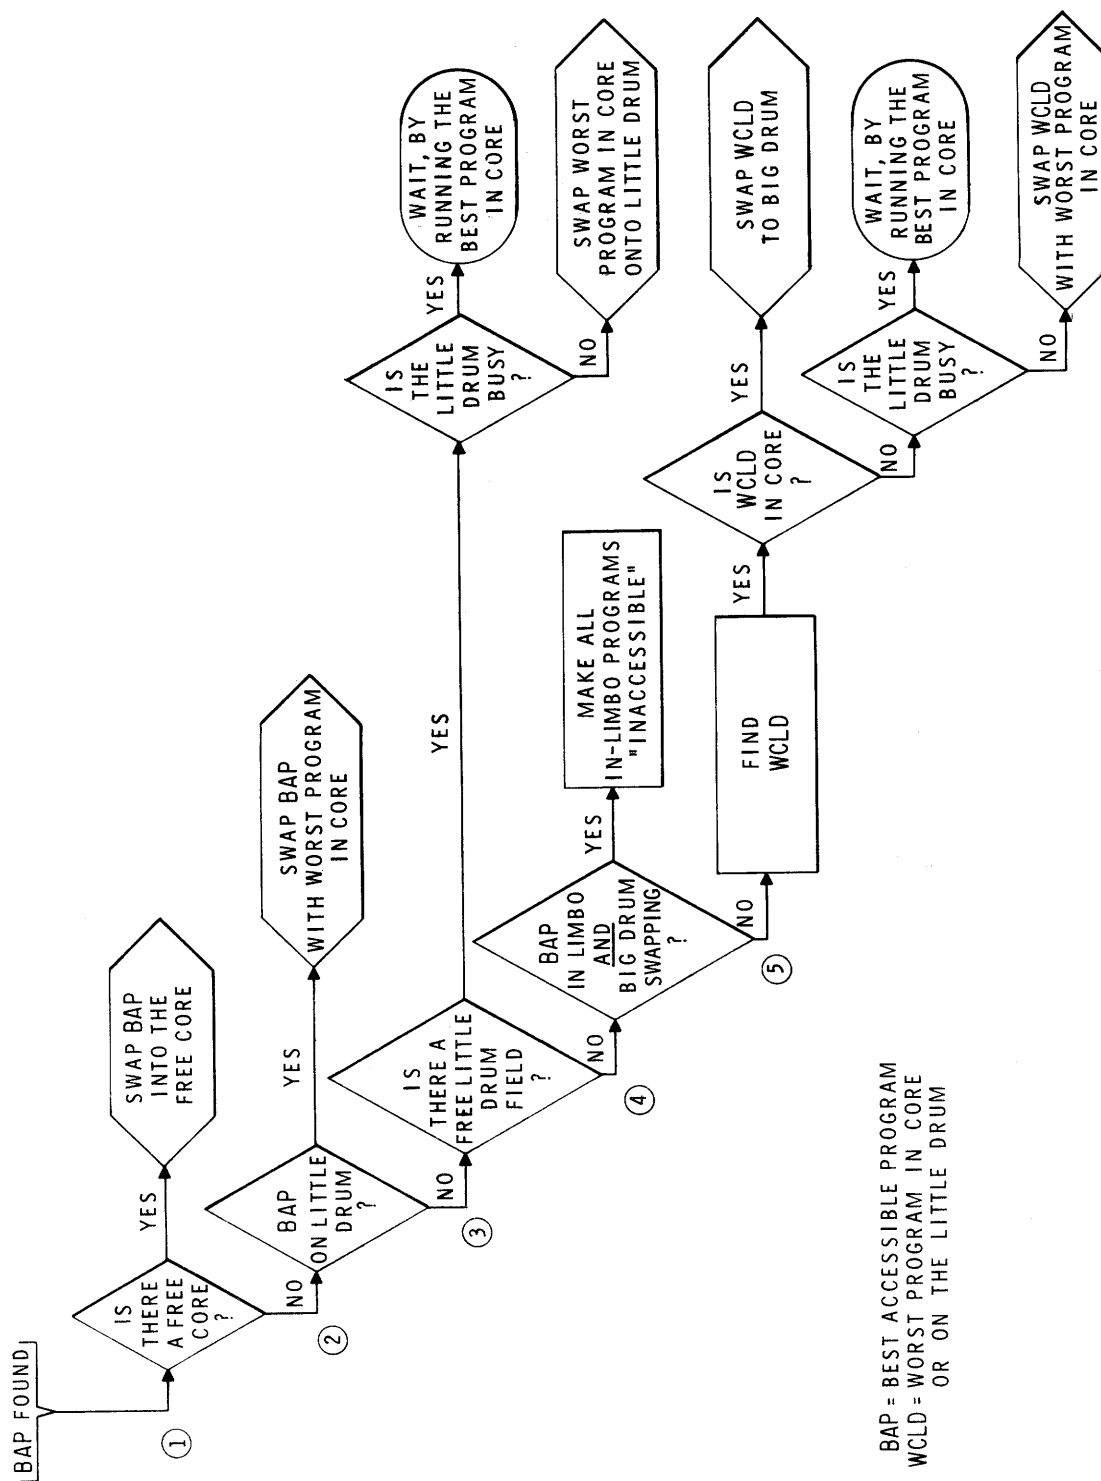 BAP FOUND
1
IS
THERE
A FREE
CORE
?
YES
SWAP BAP
INTO THE
FREE CORE
NO
2
BAP
ON LITTLE
DRUM
?
YES
SWAP BAP
WITH WORST PROGRAM
IN CORE
NO
3
IS
THERE A
FREE LITTLE
DRUM
FIELD
?
YES
IS
THE
LITTLE
DRUM
BUSY
?
YES
WAIT, BY
RUNNING THE
BEST PROGRAM
IN CORE
NO
SWAP WORST
PROGRAM IN CORE
ONTO LITTLE DRUM
NO
4
BAP
IN LIMBO
AND
BIG DRUM
SWAPPING
?
YES
MAKE ALL
IN-LIMBO PROGRAMS
"INACCESSIBLE"
NO
5
FIND
WCLD
YES
IS
WCLD
IN CORE
?
YES
SWAP WCLD
TO BIG DRUM
NO
IS
THE
LITTLE
DRUM
BUSY
?
YES
WAIT, BY
RUNNING THE
BEST PROGRAM
IN CORE
NO
SWAP WCLD
WITH WORST PROGRAM
IN CORE
BAP = BEST ACCESSIBLE PROGRAM
WCLD = WORST PROGRAM IN CORE
OR ON THE LITTLE DRUM